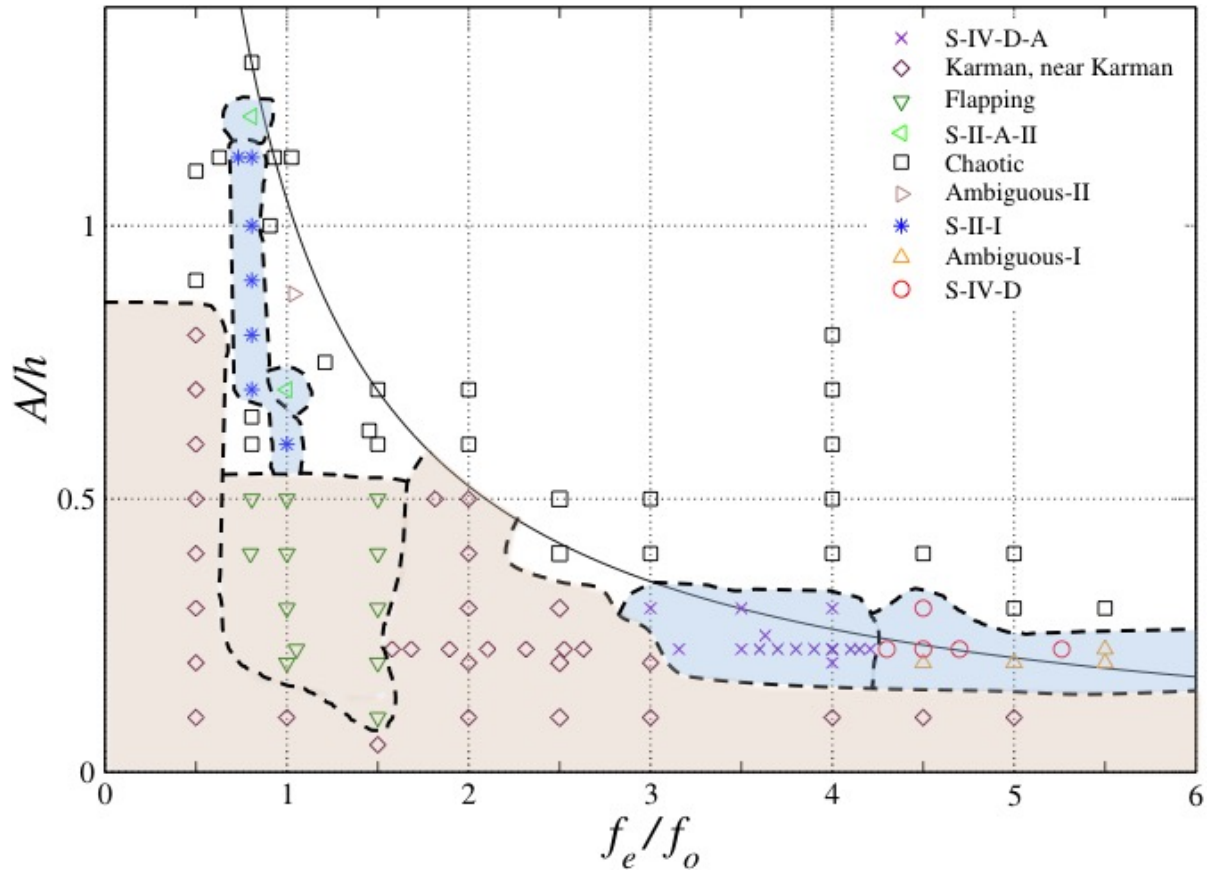 S-IV-D-A
Karman, near Karman
Flapping
S-II-A-II
Chaotic
Ambiguous-II
S-II-I
Ambiguous-I
S-IV-D
A/h
1
0.5
0
0 1 2 3 4 5 6
f_e/f_o